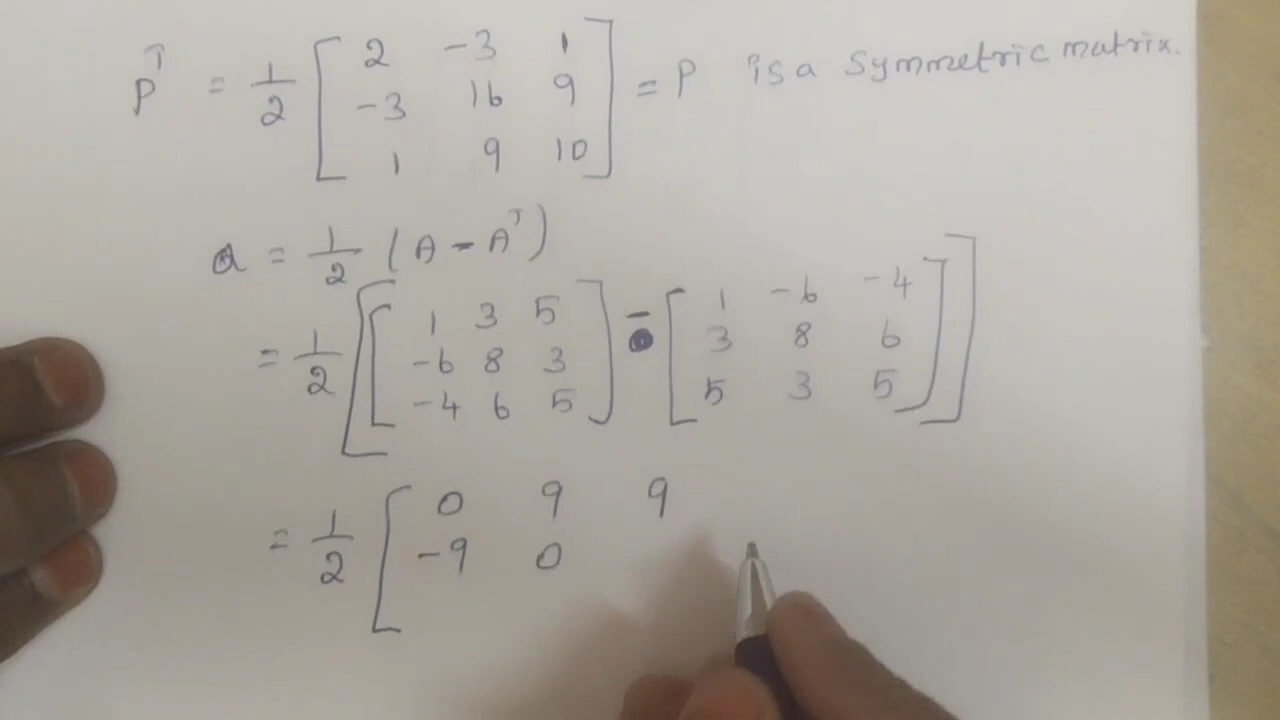 P^T = 1/2 [ 2 -3 1 ; -3 16 9 ; 1 9 10 ] = P is a Symmetric matrix.
Q = 1/2 (A - A^T)
= 1/2 [ [ 1 3 5 ; -6 8 3 ; -4 6 5 ] - [ 1 -6 -4 ; 3 8 6 ; 5 3 5 ] ]
= 1/2 [ 0 9 9 ; -9 0